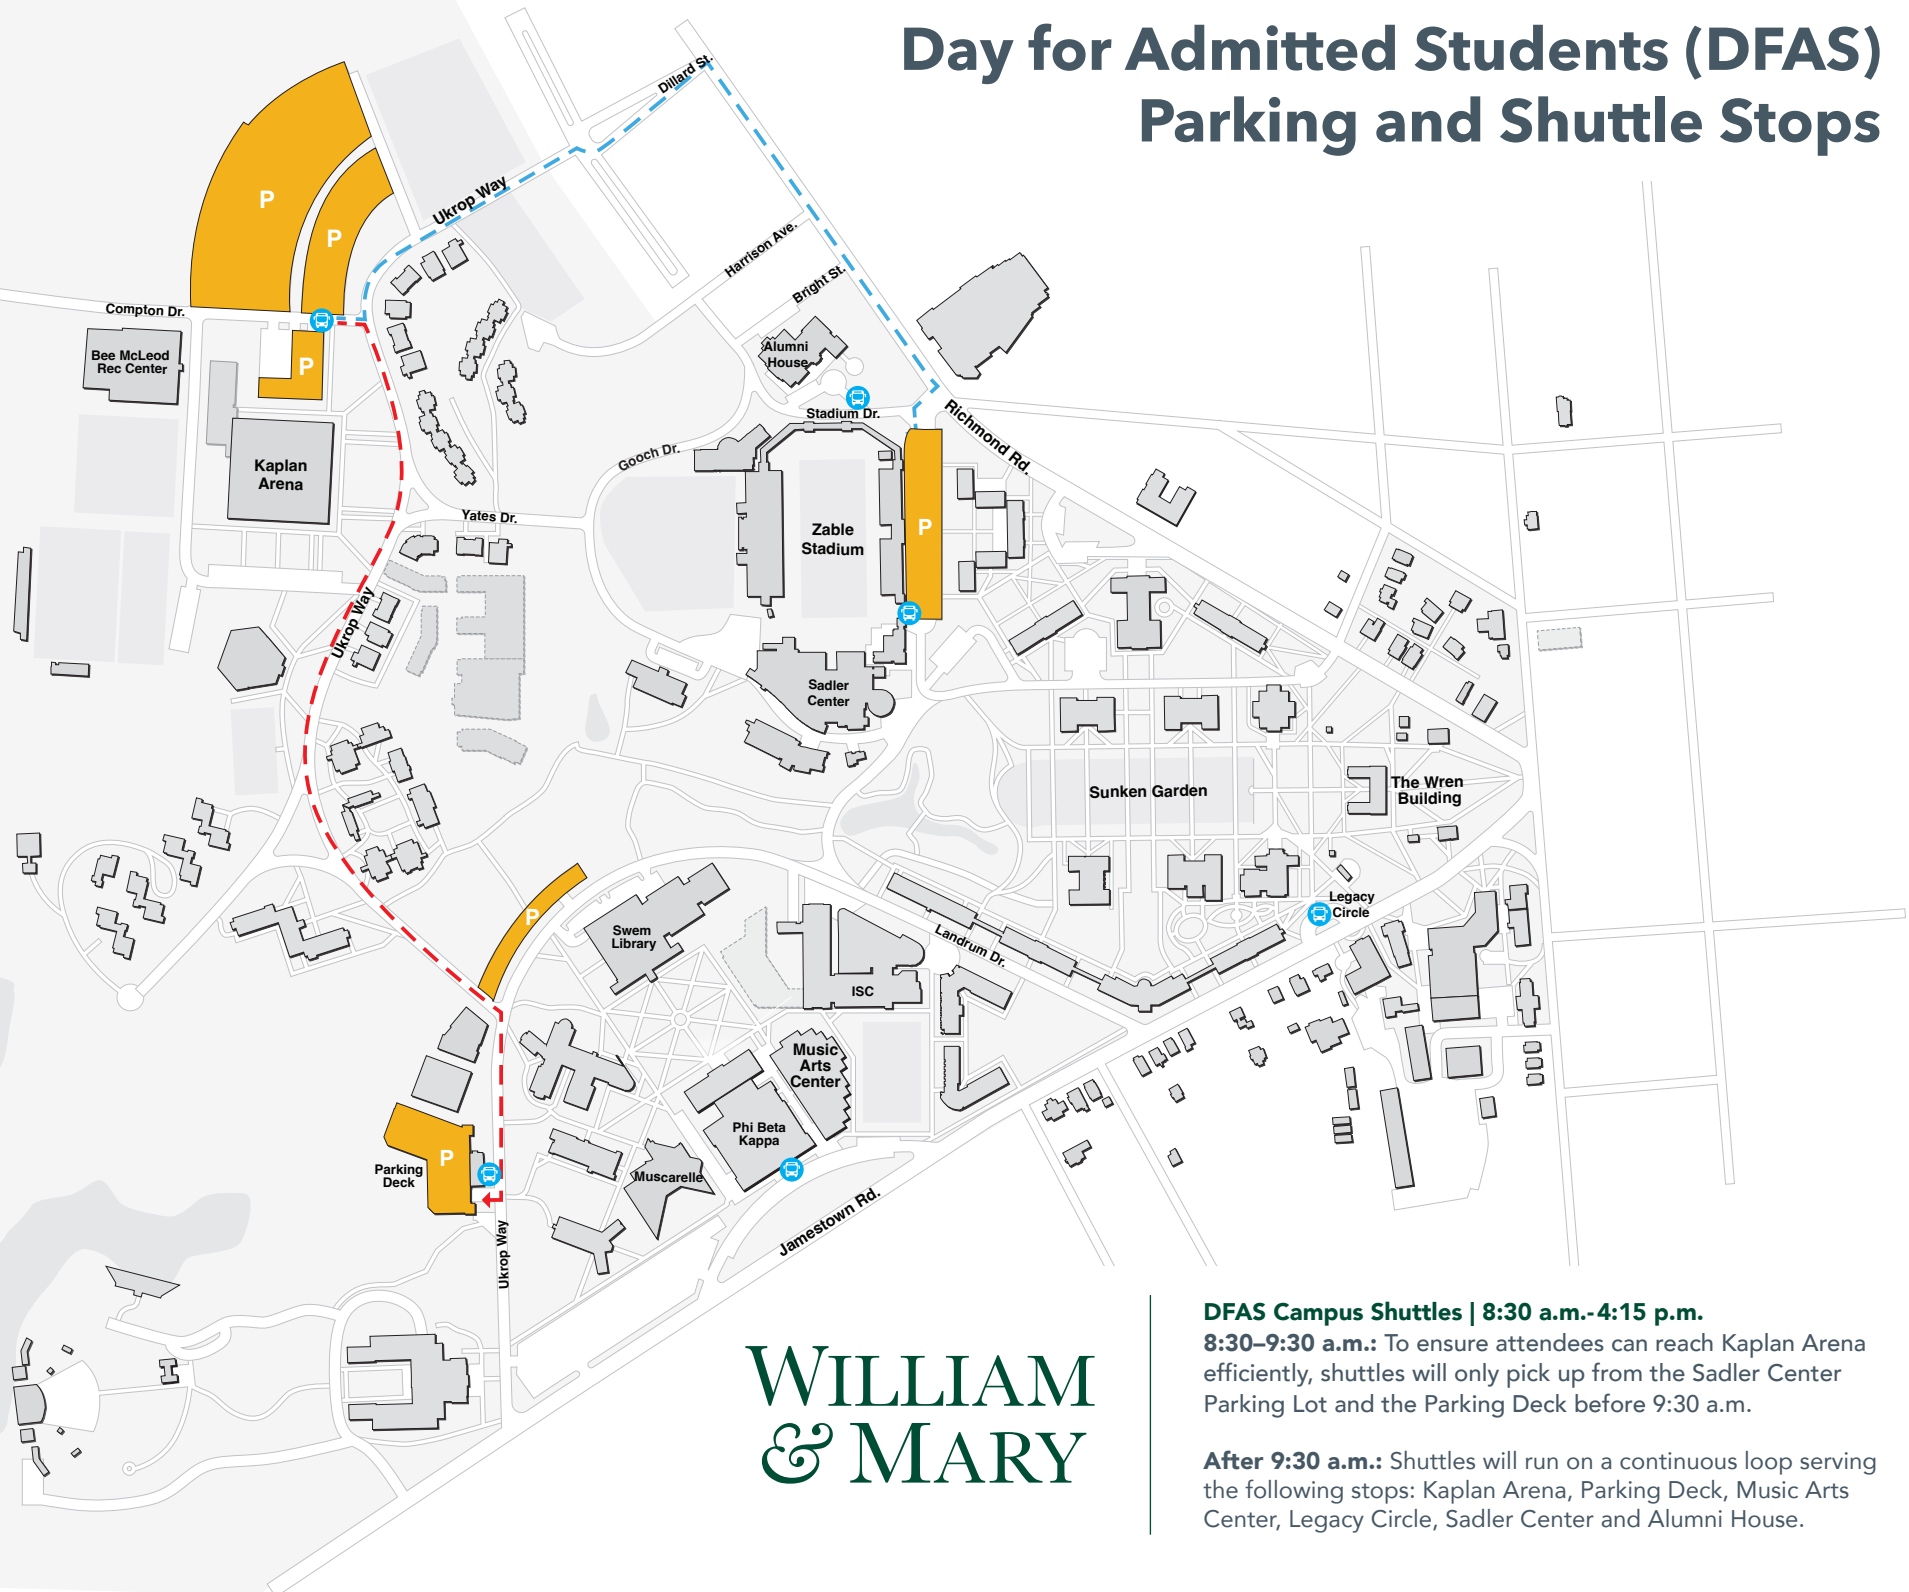 Day for Admitted Students (DFAS)
Parking and Shuttle Stops
Dillard St.
Ukrop Way
P
P
Harrison Ave.
Bright St.
Compton Dr.
Bee McLeod
Rec Center
P
Alumni
House
Stadium Dr.
Richmond Rd.
Gooch Dr.
Kaplan
Arena
Yates Dr.
Zable
Stadium
P
Ukrop Way
Sadler
Center
Sunken Garden
The Wren
Building
Legacy
Circle
P
Swem
Library
Landrum Dr.
ISC
Music
Arts
Center
Phi Beta
Kappa
Parking
Deck
P
Muscarelle
Jamestown Rd.
Ukrop Way
WILLIAM
& MARY
DFAS Campus Shuttles | 8:30 a.m.-4:15 p.m.
8:30–9:30 a.m.: To ensure attendees can reach Kaplan Arena
efficiently, shuttles will only pick up from the Sadler Center
Parking Lot and the Parking Deck before 9:30 a.m.
After 9:30 a.m.: Shuttles will run on a continuous loop serving
the following stops: Kaplan Arena, Parking Deck, Music Arts
Center, Legacy Circle, Sadler Center and Alumni House.